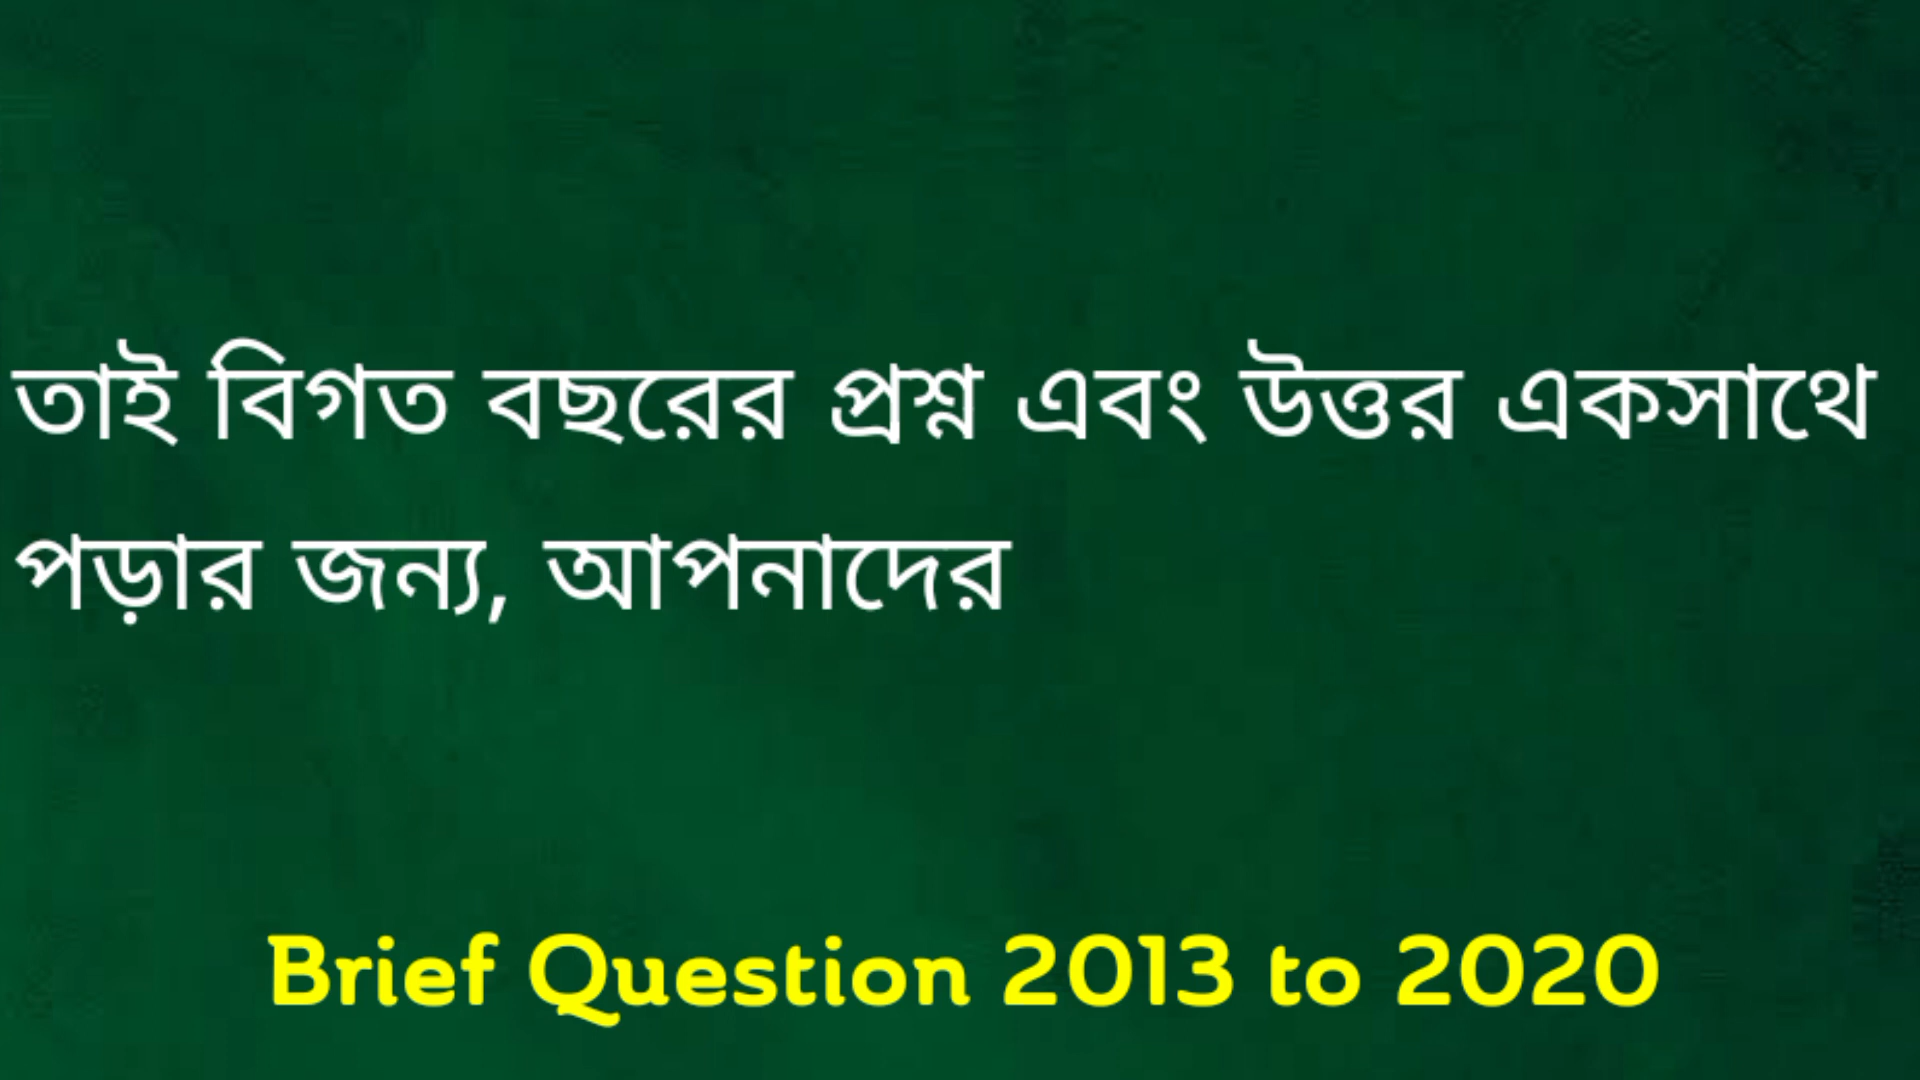 তাই বিগত বছরের প্রশ্ন এবং উত্তর একসাথে
পড়ার জন্য, আপনাদের
Brief Question 2013 to 2020